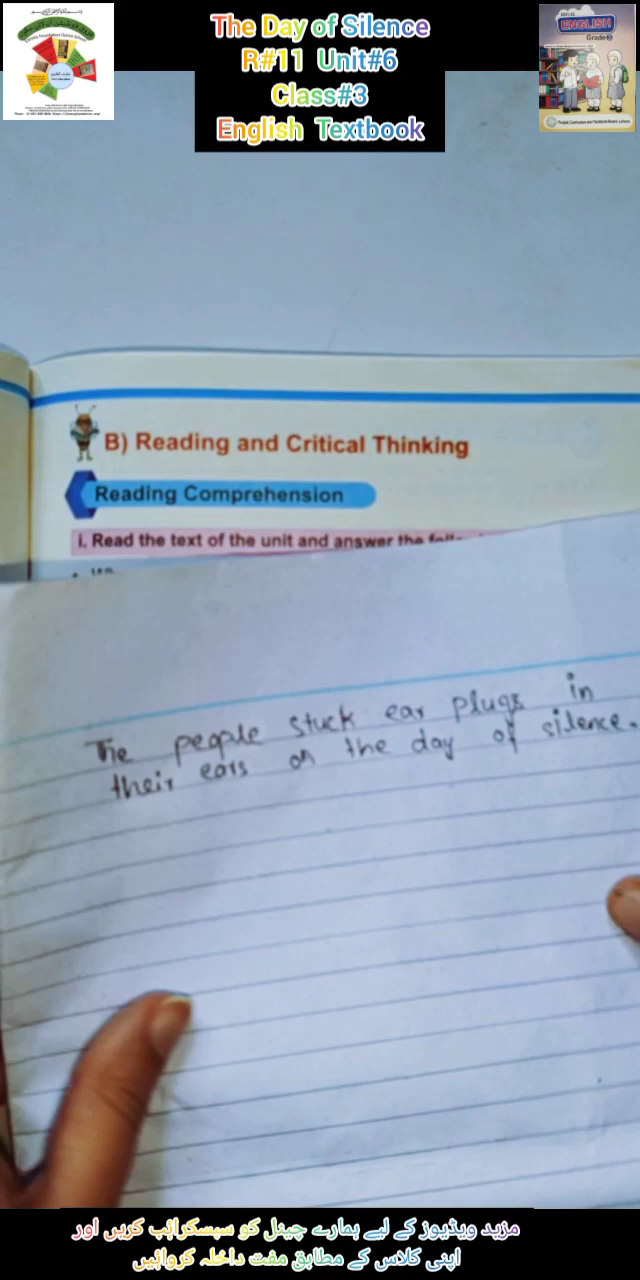 The Day of Silence
R#11 Unit#6
Class#3
English Textbook
ENGLISH
Grade 3
B) Reading and Critical Thinking
Reading Comprehension
i. Read the text of the unit and answer the
The people stuck ear plugs in
their ears on the day of silence.
مزید ویڈیوز کے لیے ہمارے چینل کو سبسکرائب کریں اور
اپنی کلاس کے مطابق مفت داخلہ کروائیں